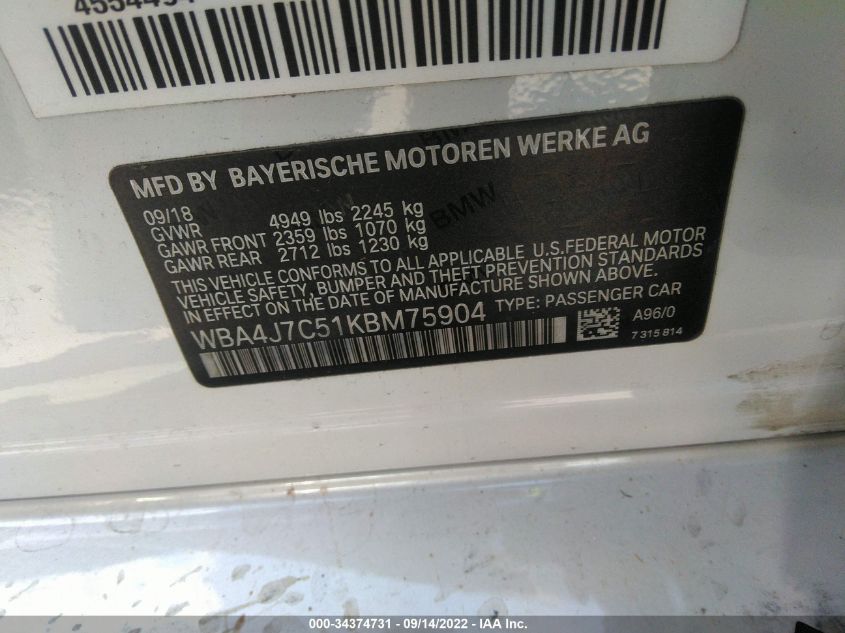 MFD BY BAYERISCHE MOTOREN WERKE AG
09/18
GVWR 4949 lbs 2245 kg
GAWR FRONT 2359 lbs 1070 kg
GAWR REAR 2712 lbs 1230 kg
THIS VEHICLE CONFORMS TO ALL APPLICABLE U.S.FEDERAL MOTOR
VEHICLE SAFETY, BUMPER AND THEFT PREVENTION STANDARDS
IN EFFECT ON THE DATE OF MANUFACTURE SHOWN ABOVE.
WBA4J7C51KBM75904 TYPE: PASSENGER CAR
A96/0
7 315 814
000-34374731 - 09/14/2022 - IAA Inc.